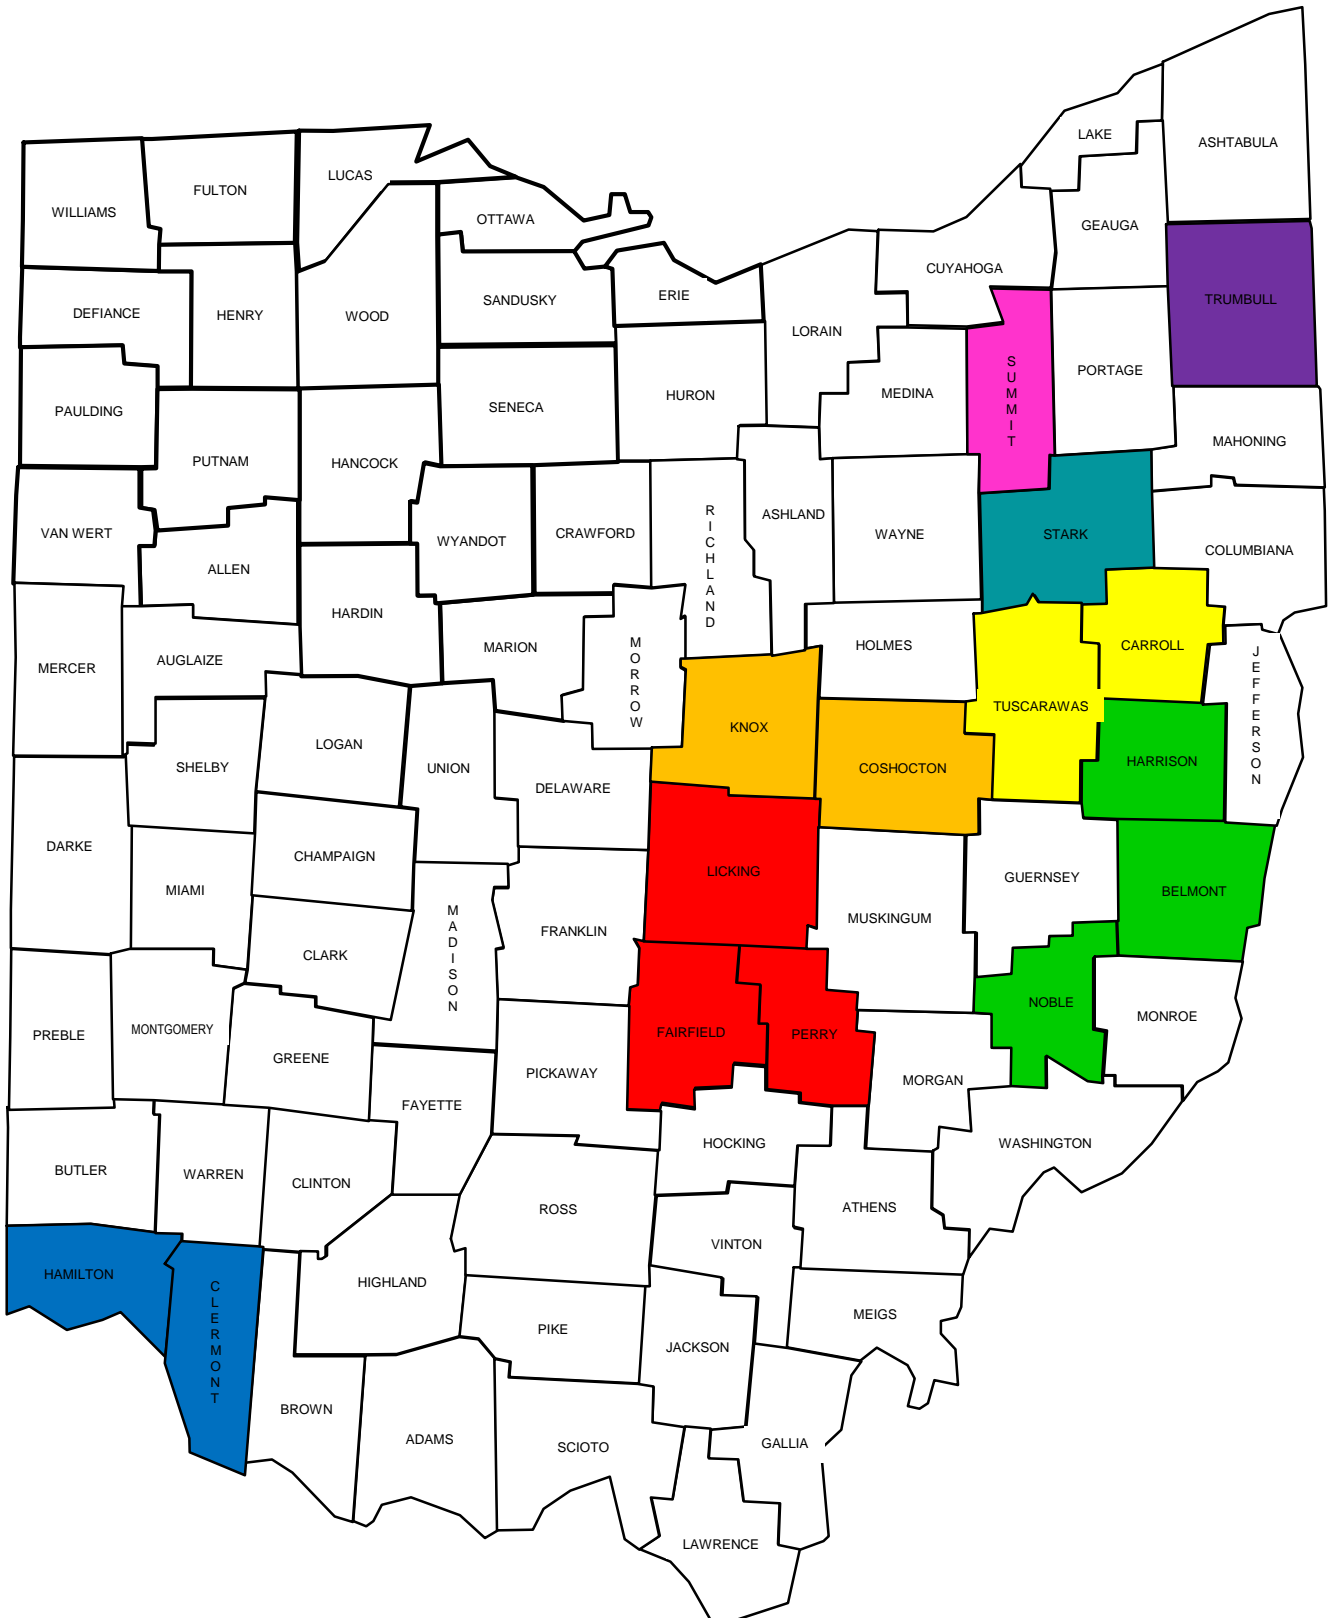 LAKE
ASHTABULA
LUCAS
FULTON
WILLIAMS
OTTAWA
GEAUGA
CUYAHOGA
TRUMBULL
ERIE
SANDUSKY
DEFIANCE
HENRY
WOOD
LORAIN
SUMMIT
PORTAGE
MEDINA
HURON
SENECA
PAULDING
MAHONING
PUTNAM
HANCOCK
RICHLAND
ASHLAND
VAN WERT
WYANDOT
CRAWFORD
WAYNE
STARK
COLUMBIANA
ALLEN
HARDIN
MARION
MORROW
HOLMES
CARROLL
JEFFERSON
MERCER
AUGLAIZE
TUSCARAWAS
KNOX
LOGAN
UNION
SHELBY
COSHOCTON
HARRISON
DELAWARE
DARKE
CHAMPAIGN
LICKING
GUERNSEY
BELMONT
MIAMI
MADISON
MUSKINGUM
FRANKLIN
CLARK
NOBLE
MONROE
PREBLE
MONTGOMERY
FAIRFIELD
PERRY
GREENE
PICKAWAY
MORGAN
FAYETTE
HOCKING
WASHINGTON
BUTLER
WARREN
CLINTON
ROSS
ATHENS
VINTON
HAMILTON
CLERMONT
HIGHLAND
MEIGS
PIKE
JACKSON
BROWN
ADAMS
SCIOTO
GALLIA
LAWRENCE